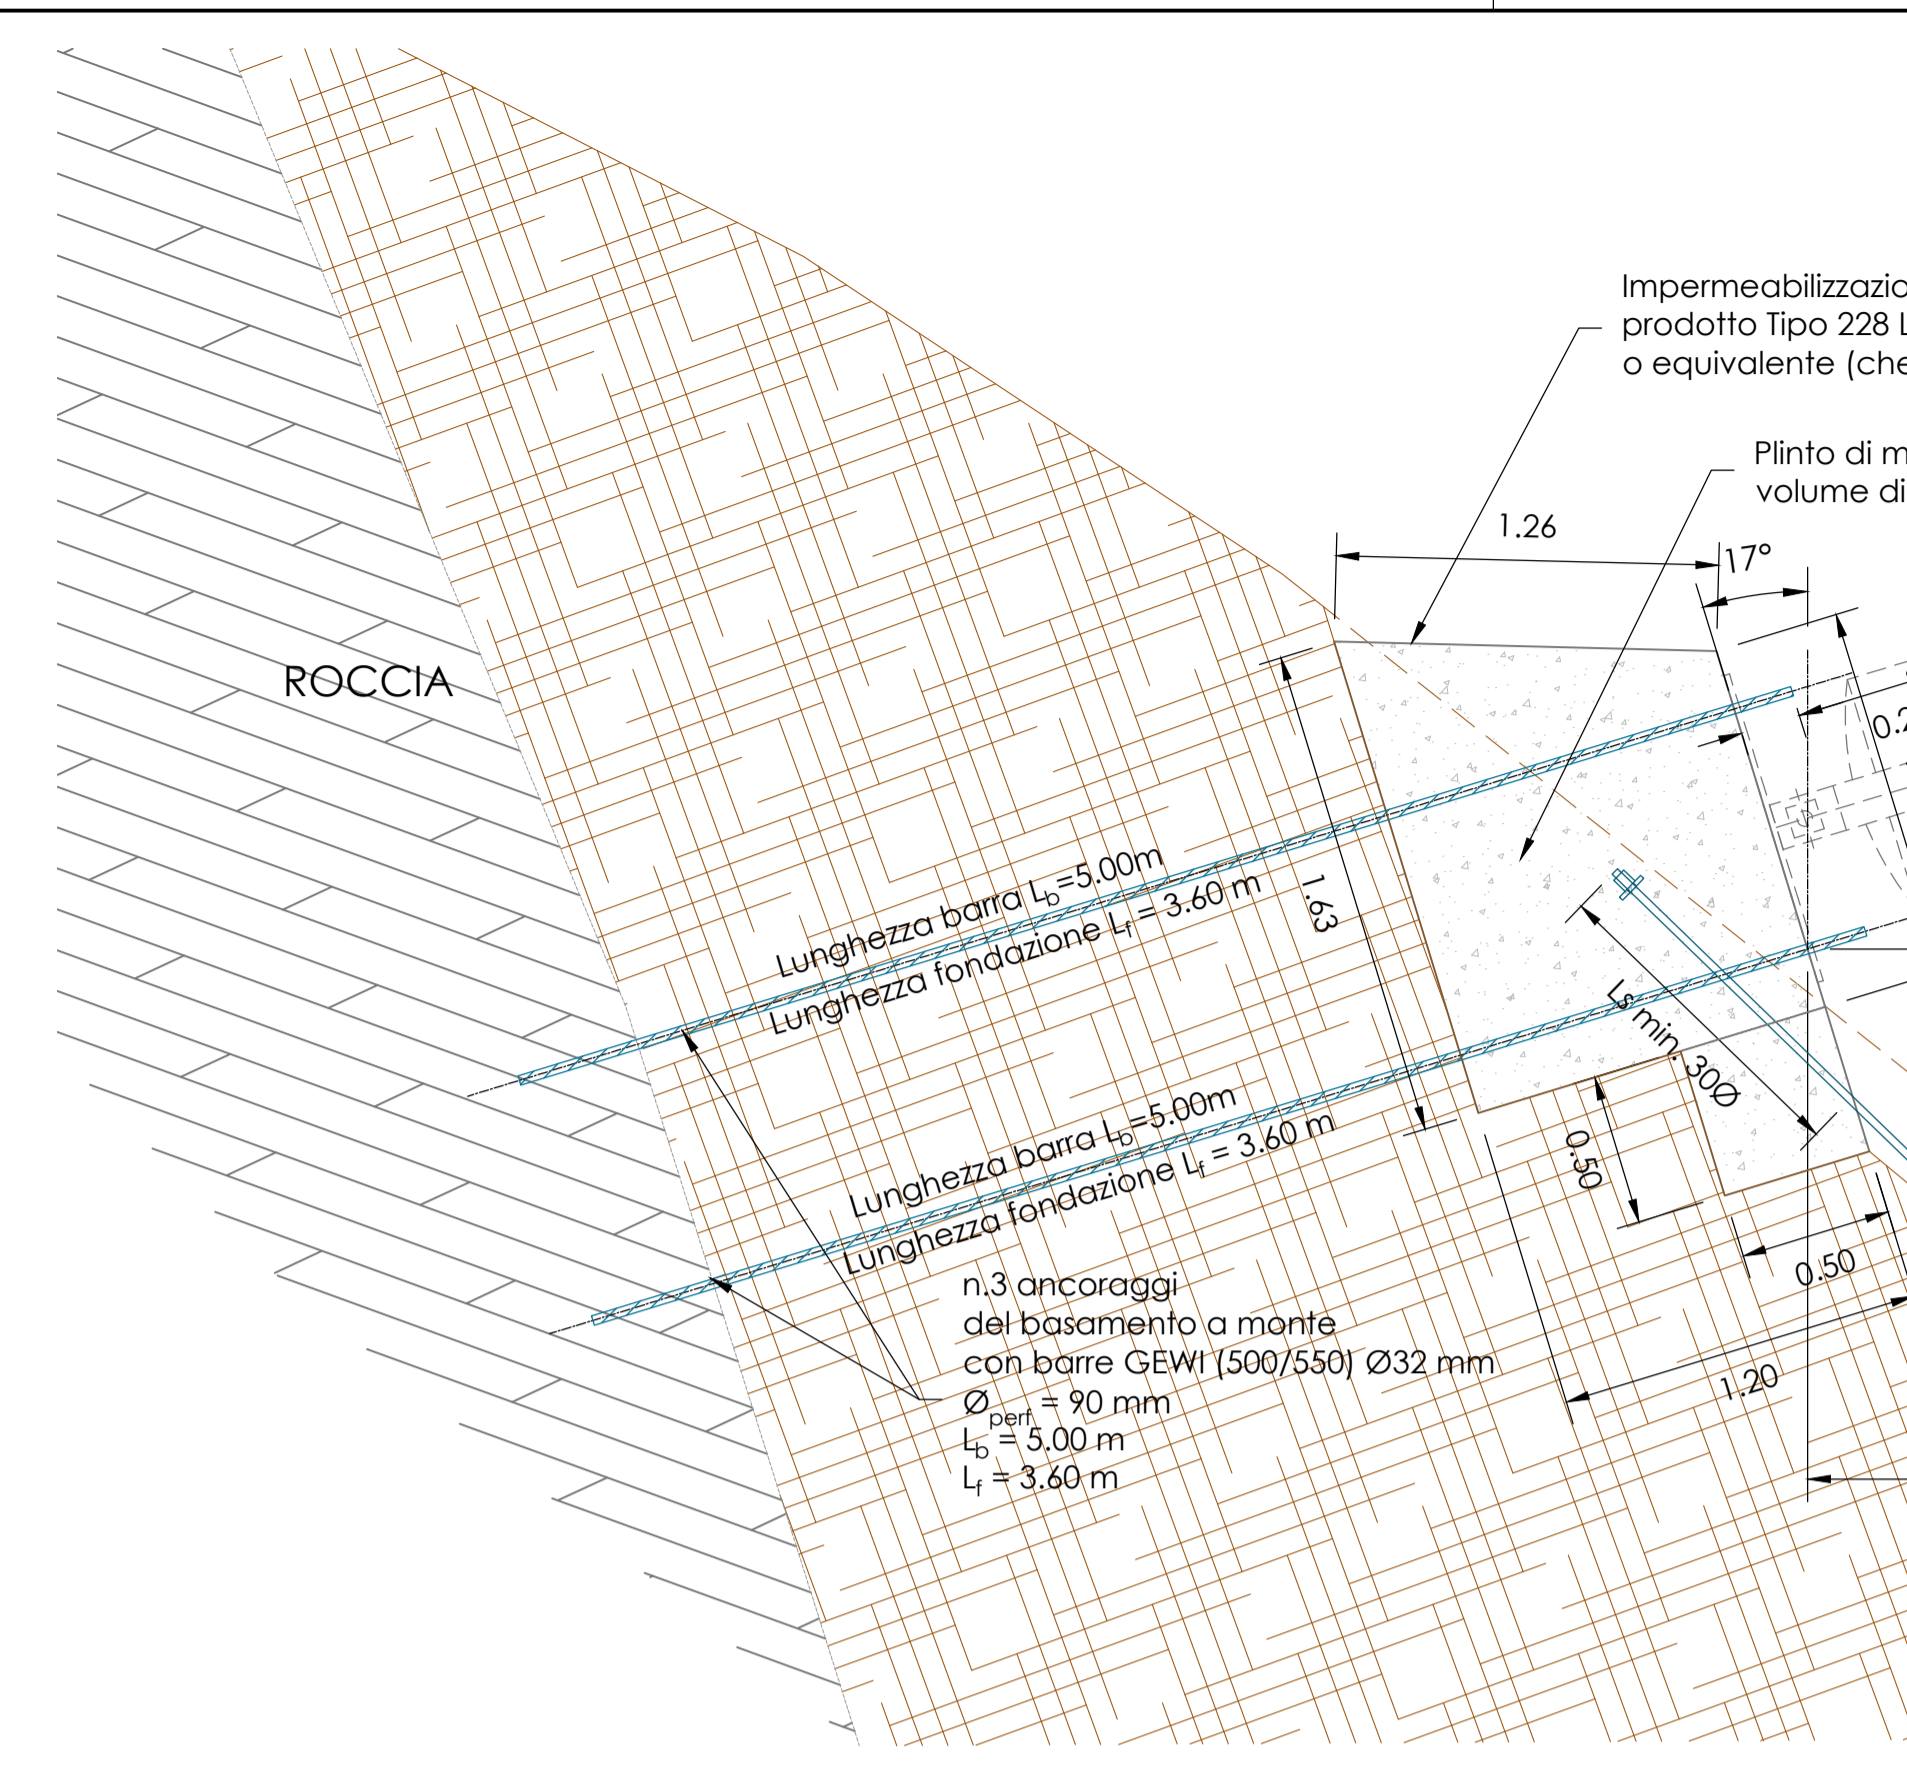 Impermeabilizzazio
prodotto Tipo 228 L
o equivalente (che
Plinto di m
volume di
1.26
17°
ROCCIA
0.2
Lunghezza barra Lb=5.00m
Lunghezza fondazione Lf = 3.60 m
1.63
Ls min. 30Ø
Lunghezza barra Lb=5.00m
Lunghezza fondazione Lf = 3.60 m
0.50
0.50
1.20
n.3 ancoraggi
del basamento a monte
con barre GEWI (500/550) Ø32 mm
Øperf = 90 mm
Lb = 5.00 m
Lf = 3.60 m